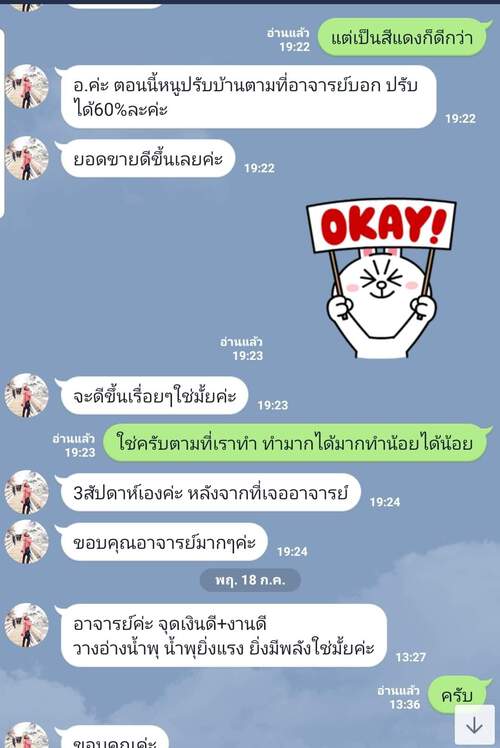 อ่านแล้ว
19:22
แต่เป็นสีแดงก็ดีกว่า
อ.ค่ะ ตอนนี้หนูปรับบ้านตามที่อาจารย์บอก ปรับ
ได้60%ละค่ะ
19:22
ยอดขายดีขึ้นเลยค่ะ
19:22
OKAY!
อ่านแล้ว
19:23
จะดีขึ้นเรื่อยๆใช่มั้ยค่ะ
19:23
อ่านแล้ว
19:23
ใช่ครับตามที่เราทำ ทำมากได้มากทำน้อยได้น้อย
3สัปดาห์เองค่ะ หลังจากที่เจออาจารย์
19:24
ขอบคุณอาจารย์มากๆค่ะ
19:24
พฤ. 18 ก.ค.
อาจารย์ค่ะ จุดเงินดี+งานดี
วางอ่างน้ำพุ น้ำพุยิ่งแรง ยิ่งมีพลังใช่มั้ยค่ะ
13:27
อ่านแล้ว
13:36
ครับ
ขอบคุณค่ะ